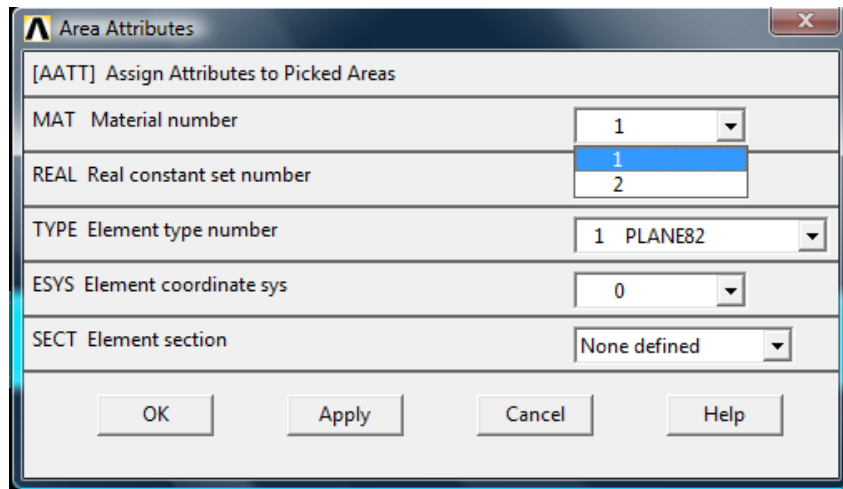 Area Attributes
x
[AATT] Assign Attributes to Picked Areas
MAT Material number
1
1
2
REAL Real constant set number
TYPE Element type number
1 PLANE82
ESYS Element coordinate sys
0
SECT Element section
None defined
OK Apply Cancel Help